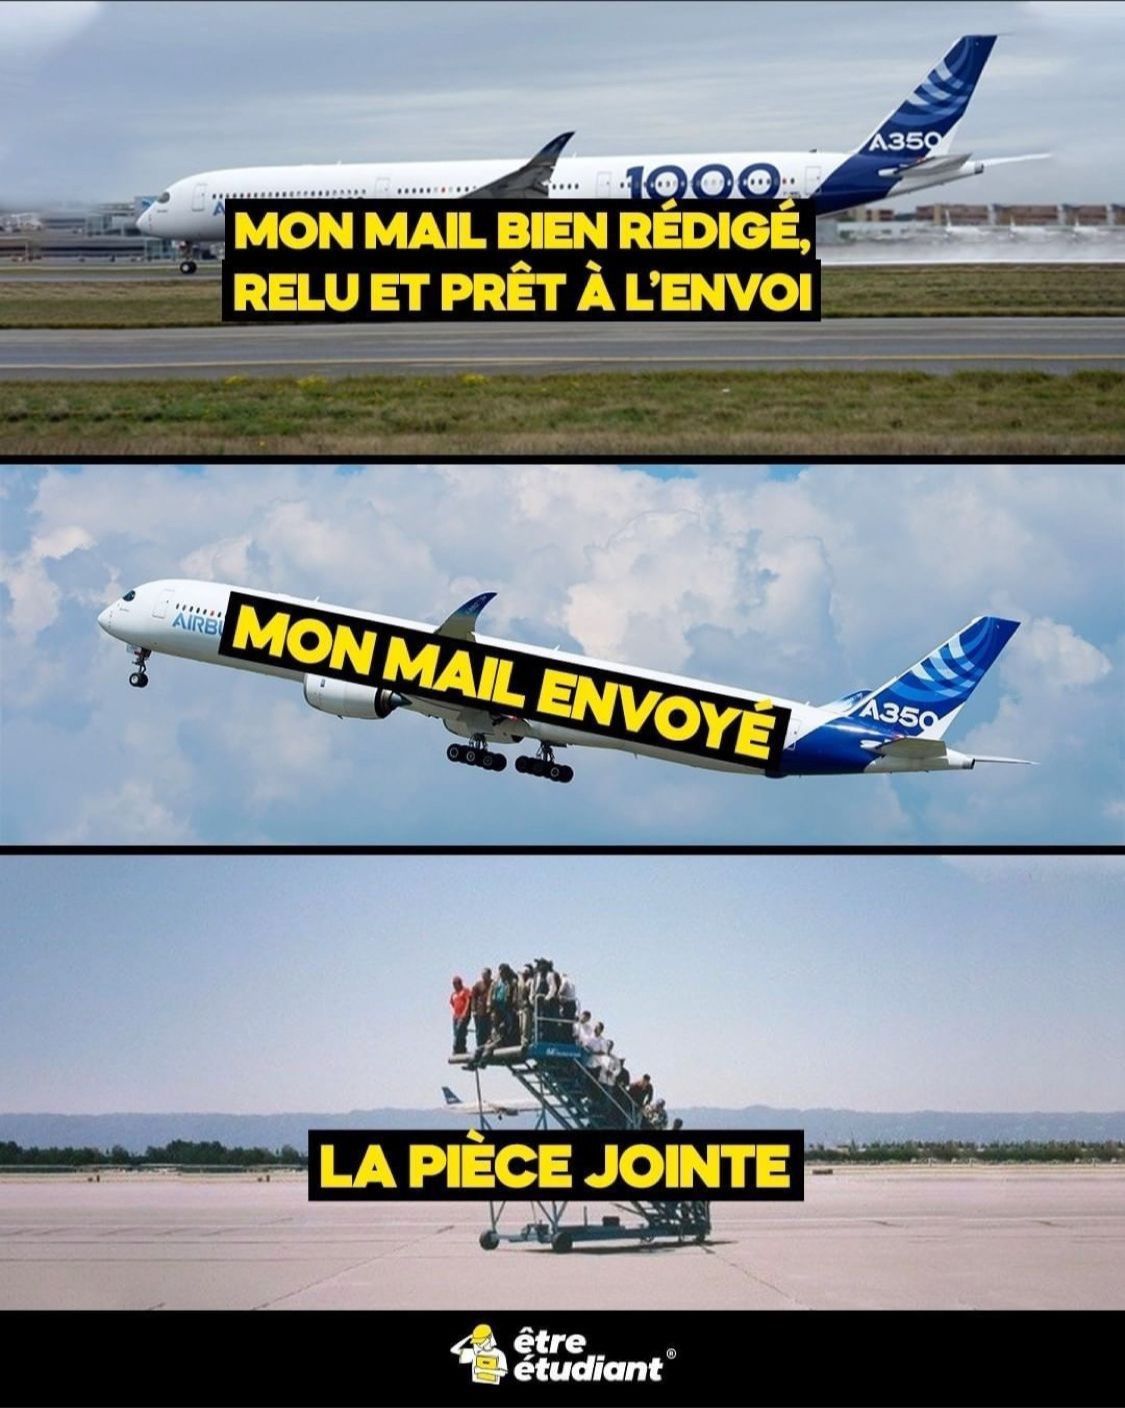 A350
1000
MON MAIL BIEN RÉDIGÉ,
RELU ET PRÊT À L'ENVOI
AIRBU
MON MAIL ENVOYÉ
A350
LA PIÈCE JOINTE
être
étudiant®